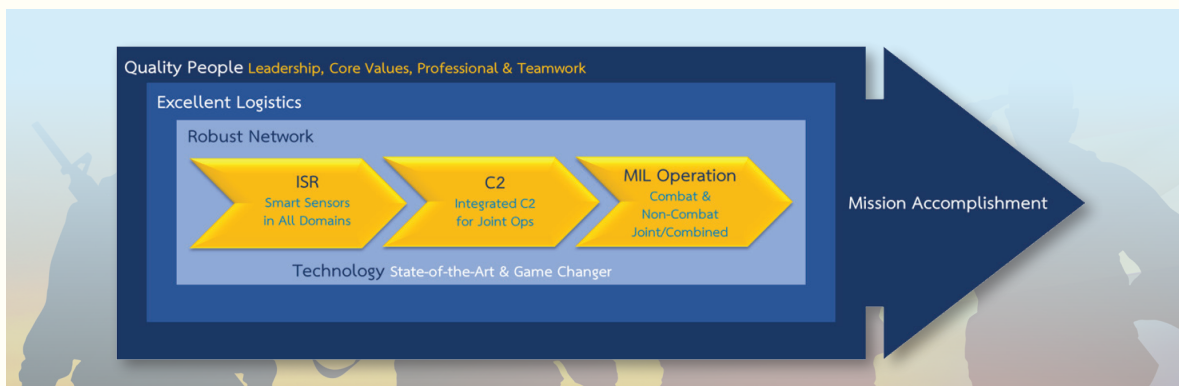 Quality People Leadership, Core Values, Professional & Teamwork
Excellent Logistics
Robust Network
ISR
Smart Sensors
in All Domains
C2
Integrated C2
for Joint Ops
MIL Operation
Combat &
Non-Combat
Joint/Combined
Technology State-of-the-Art & Game Changer
Mission Accomplishment